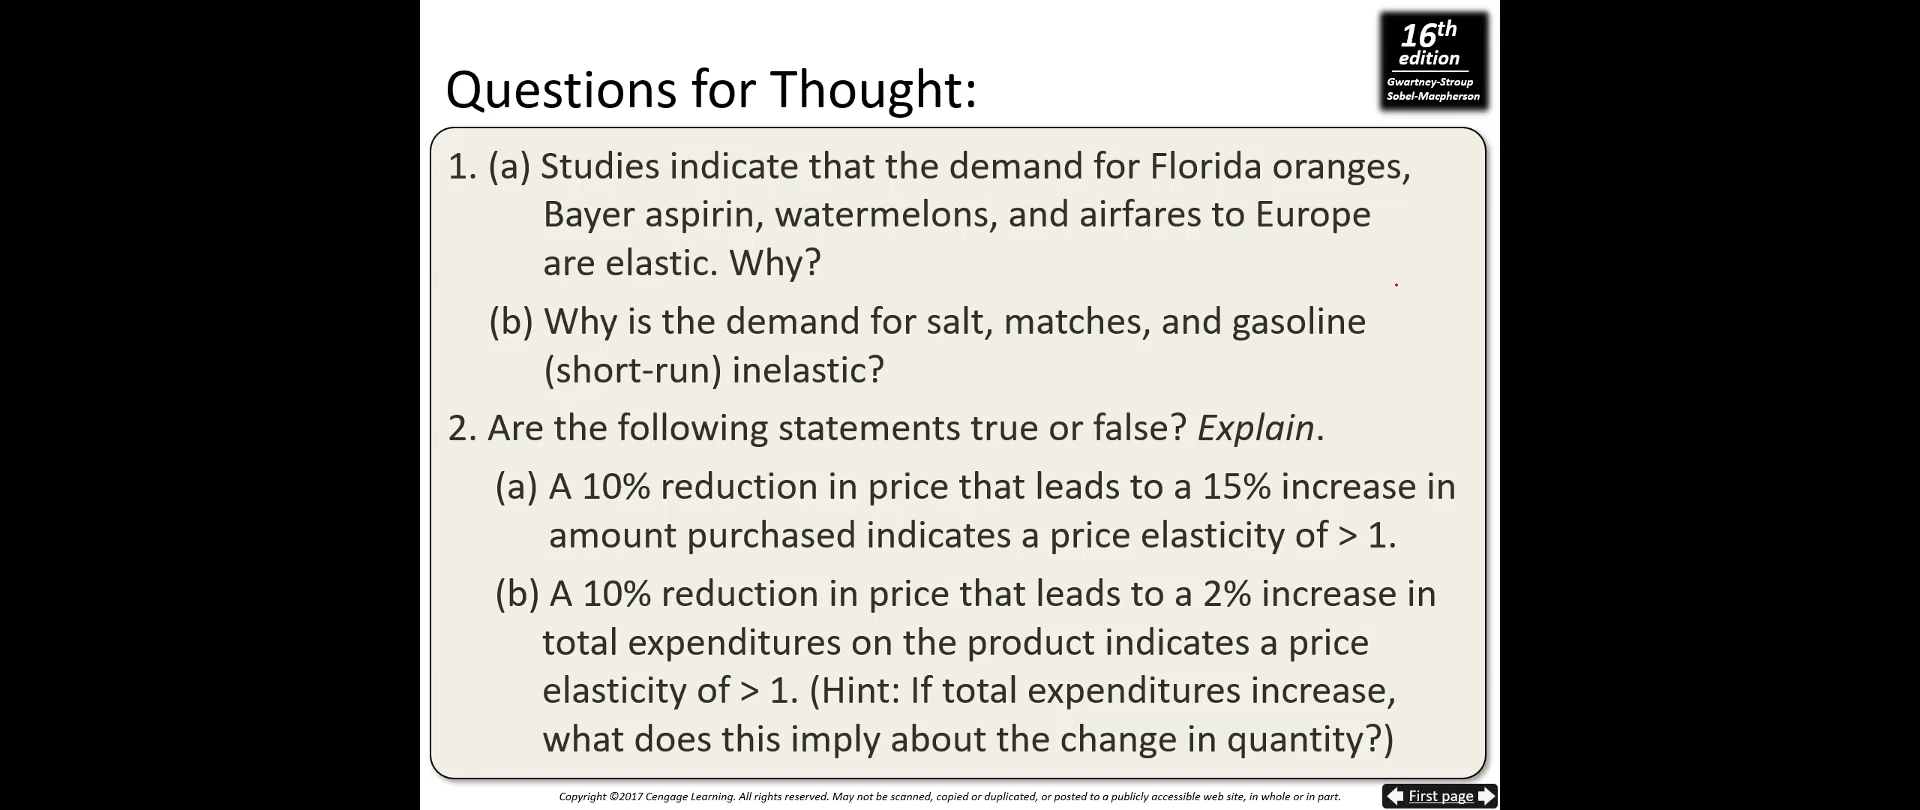 16th
edition
Gwartney-Stroup
Sobel-Macpherson
Questions for Thought:
1. (a) Studies indicate that the demand for Florida oranges,
Bayer aspirin, watermelons, and airfares to Europe
are elastic. Why?
(b) Why is the demand for salt, matches, and gasoline
(short-run) inelastic?
2. Are the following statements true or false? Explain.
(a) A 10% reduction in price that leads to a 15% increase in
amount purchased indicates a price elasticity of > 1.
(b) A 10% reduction in price that leads to a 2% increase in
total expenditures on the product indicates a price
elasticity of > 1. (Hint: If total expenditures increase,
what does this imply about the change in quantity?)
Copyright ©2017 Cengage Learning. All rights reserved. May not be scanned, copied or duplicated, or posted to a publicly accessible web site, in whole or in part.
First page